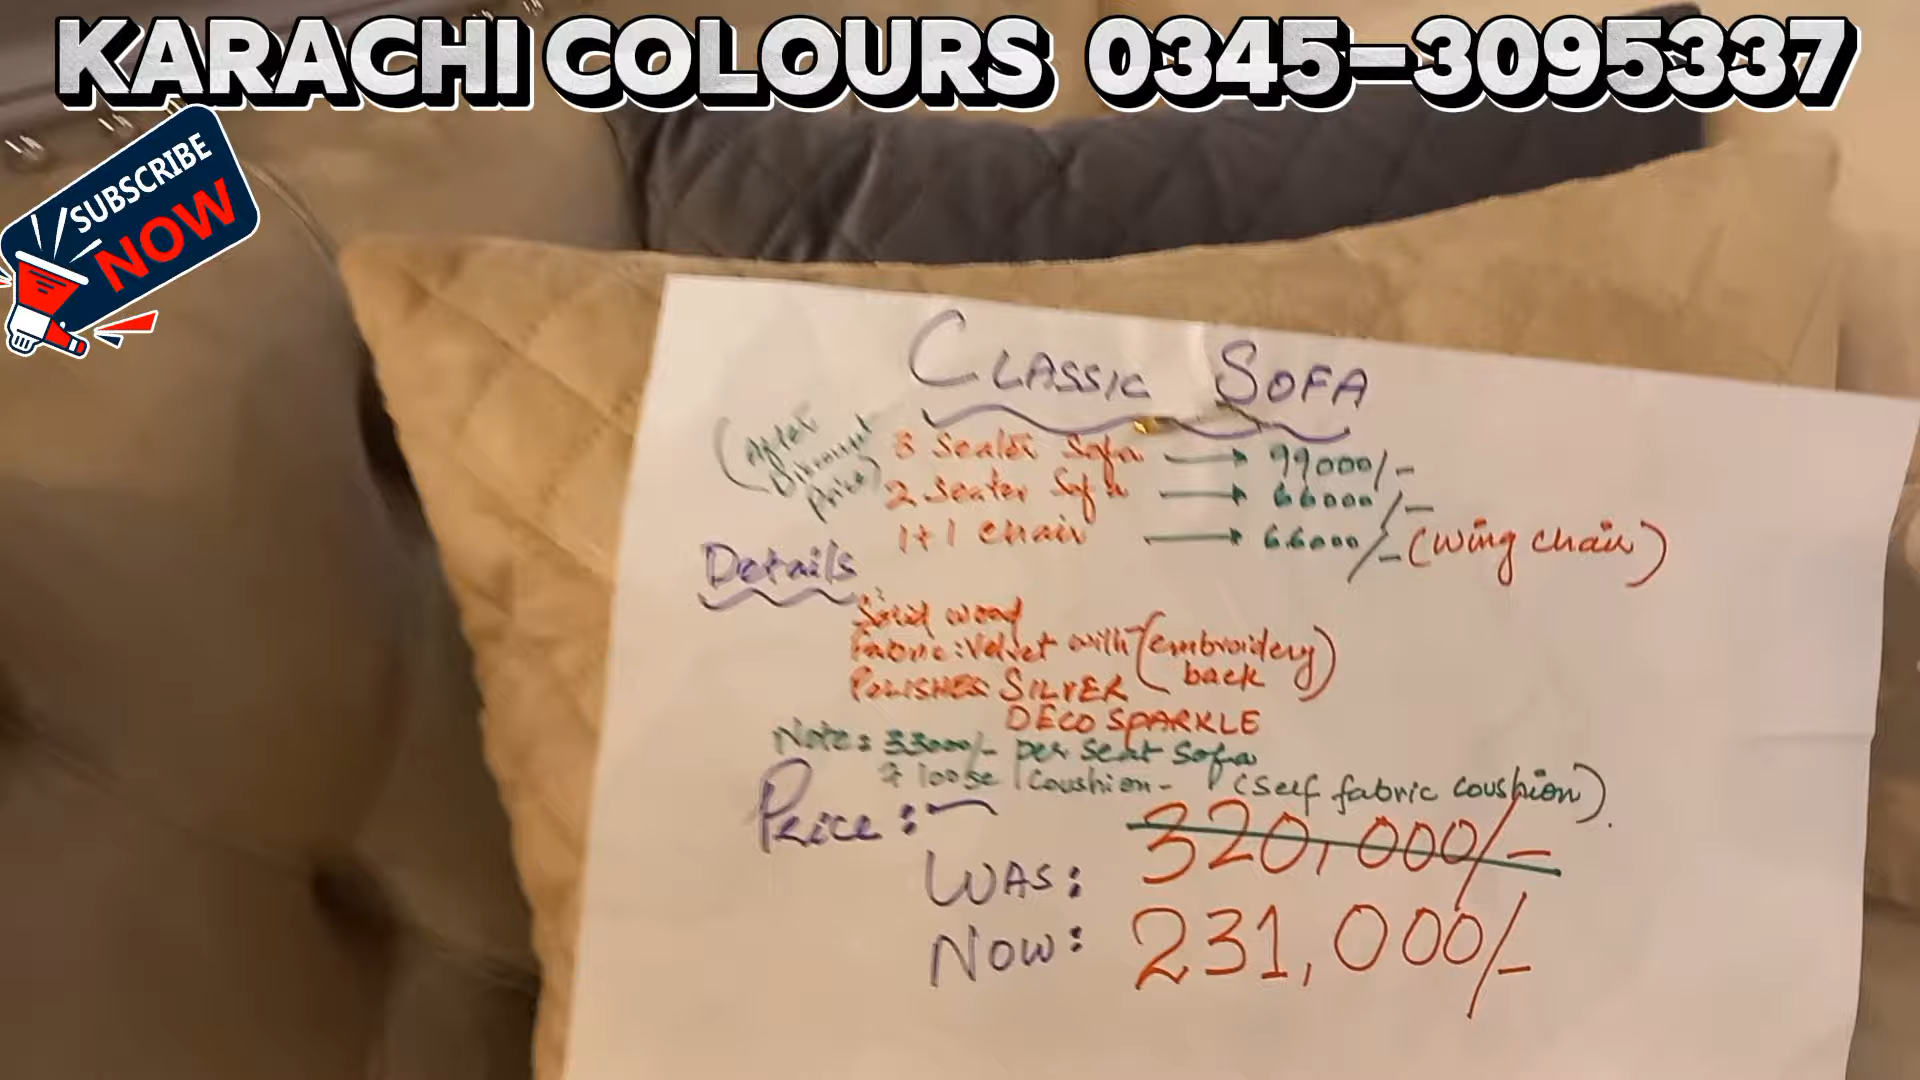 KARACHI COLOURS 0345-3095337
SUBSCRIBE
NOW
CLASSIC SOFA
(After Discount Price)
3 Seater Sofa → 99000/-
2 Seater Sofa → 66000/-
1+1 chair → 66000/- (wing chair)
Details
Solid wood
Fabric: Velvet with (embroidery back)
POLISHES SILVER
DECO SPARKLE
Note: 33000/- per seat sofa
7 loose coushion - (self fabric coushion).
Price:-
WAS: 320,000/-
NOW: 231,000/-